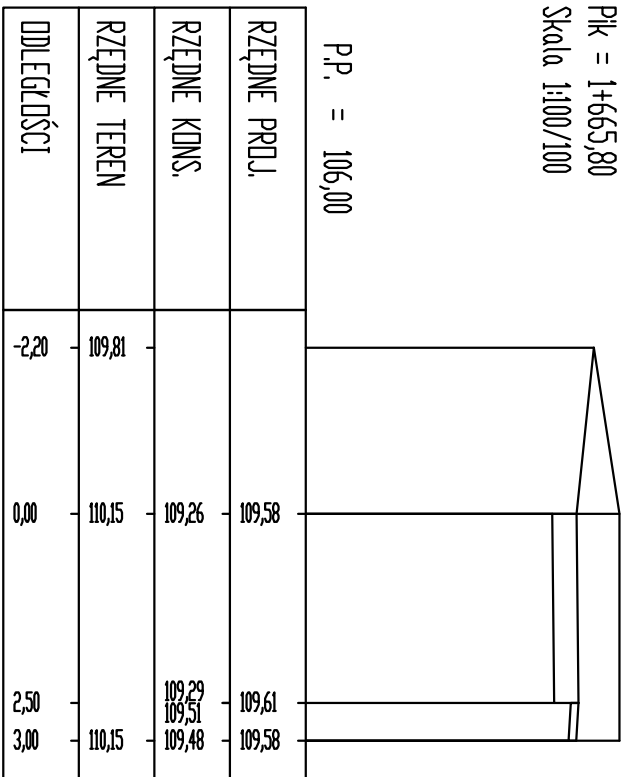 Pik = 1+665,80
Skala 1:100/100
P.P. = 106,00
RZĘDNE PROJ. 109,58 109,61 109,58
RZĘDNE KONS. 109,26 109,29 109,51 109,48
RZĘDNE TEREN 109,81 110,15 110,15
ODLEGŁOŚCI -2,20 0,00 2,50 3,00